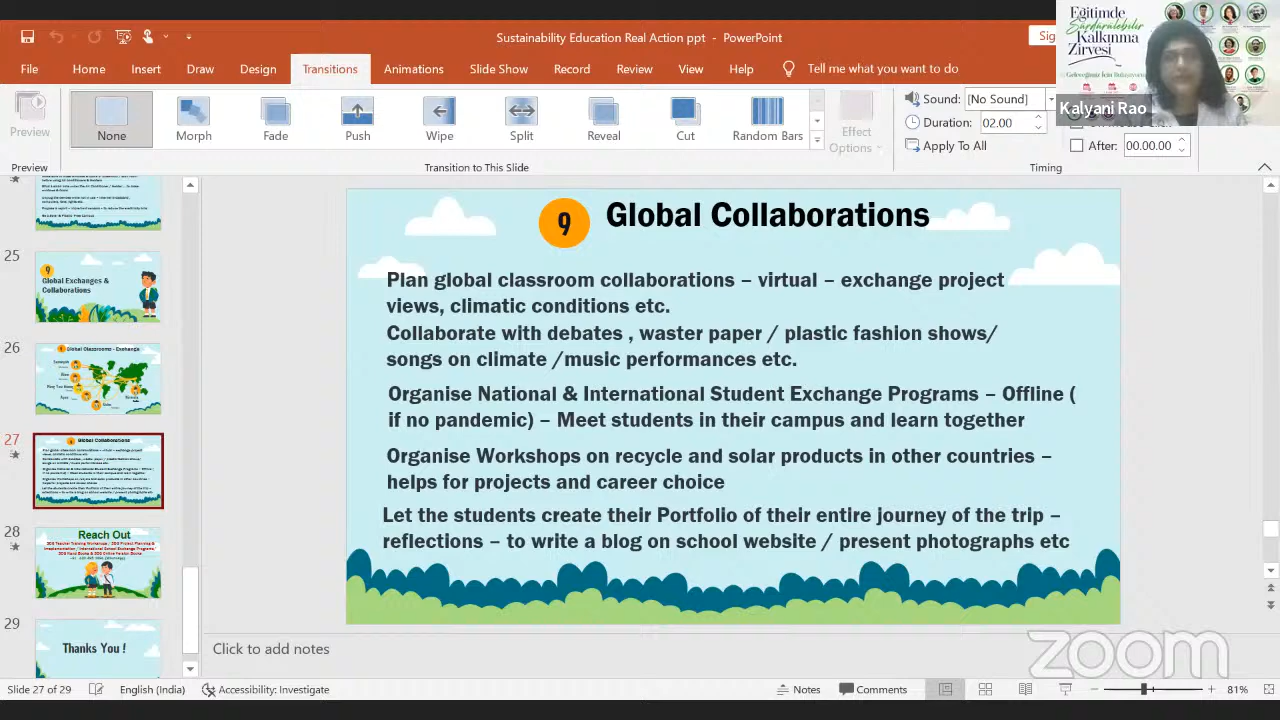 Sustainability Education Real Action ppt - PowerPoint
File Home Insert Draw Design Transitions Animations Slide Show Record Review View Help Tell me what you want to do
Eğitimde
Sürdürülebilir
Kalkınma
Zirvesi
Kalyani Rao
Preview
None Morph Fade Push Wipe Split Reveal Cut Random Bars
Effect
Options
Sound: [No Sound]
Duration: 02.00
Apply To All
After: 00:00.00
Preview
Transition to This Slide
Timing
25
9
Global Exchanges &
Collaborations
26
Global Classrooms - Exchange
27
Global Collaborations
28
Reach Out
29
Thanks You !
9 Global Collaborations
Plan global classroom collaborations – virtual – exchange project
views, climatic conditions etc.
Collaborate with debates , waster paper / plastic fashion shows/
songs on climate /music performances etc.
Organise National & International Student Exchange Programs – Offline (
if no pandemic) – Meet students in their campus and learn together
Organise Workshops on recycle and solar products in other countries –
helps for projects and career choice
Let the students create their Portfolio of their entire journey of the trip –
reflections – to write a blog on school website / present photographs etc
Click to add notes
zoom
Slide 27 of 29 English (India) Accessibility: Investigate Notes Comments 81%